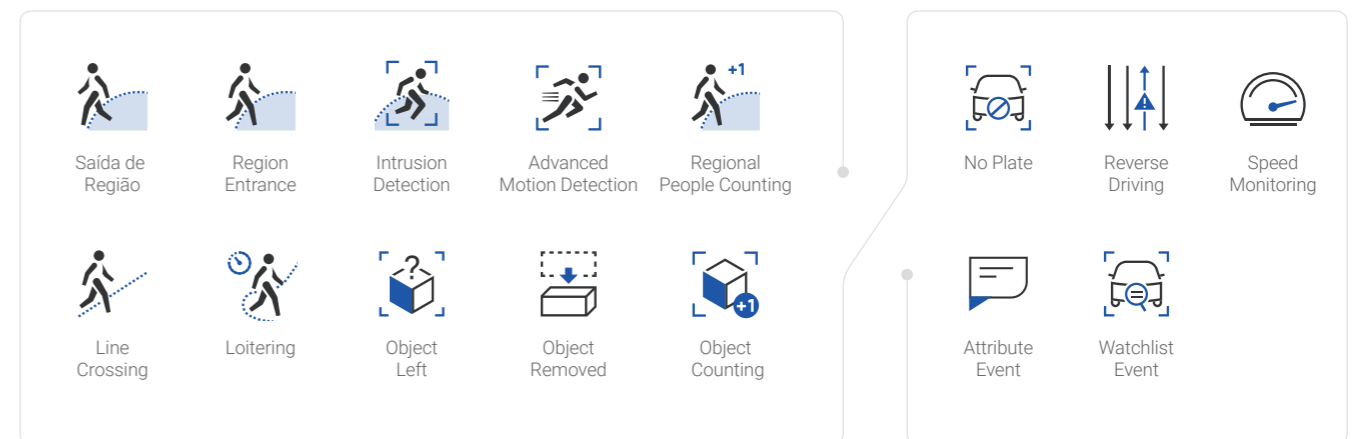 +1
Saída de
Região
Region
Entrance
Intrusion
Detection
Advanced
Motion Detection
Regional
People Counting
No Plate
Reverse
Driving
Speed
Monitoring
?
+1
Line
Crossing
Loitering
Object
Left
Object
Removed
Object
Counting
Attribute
Event
Watchlist
Event